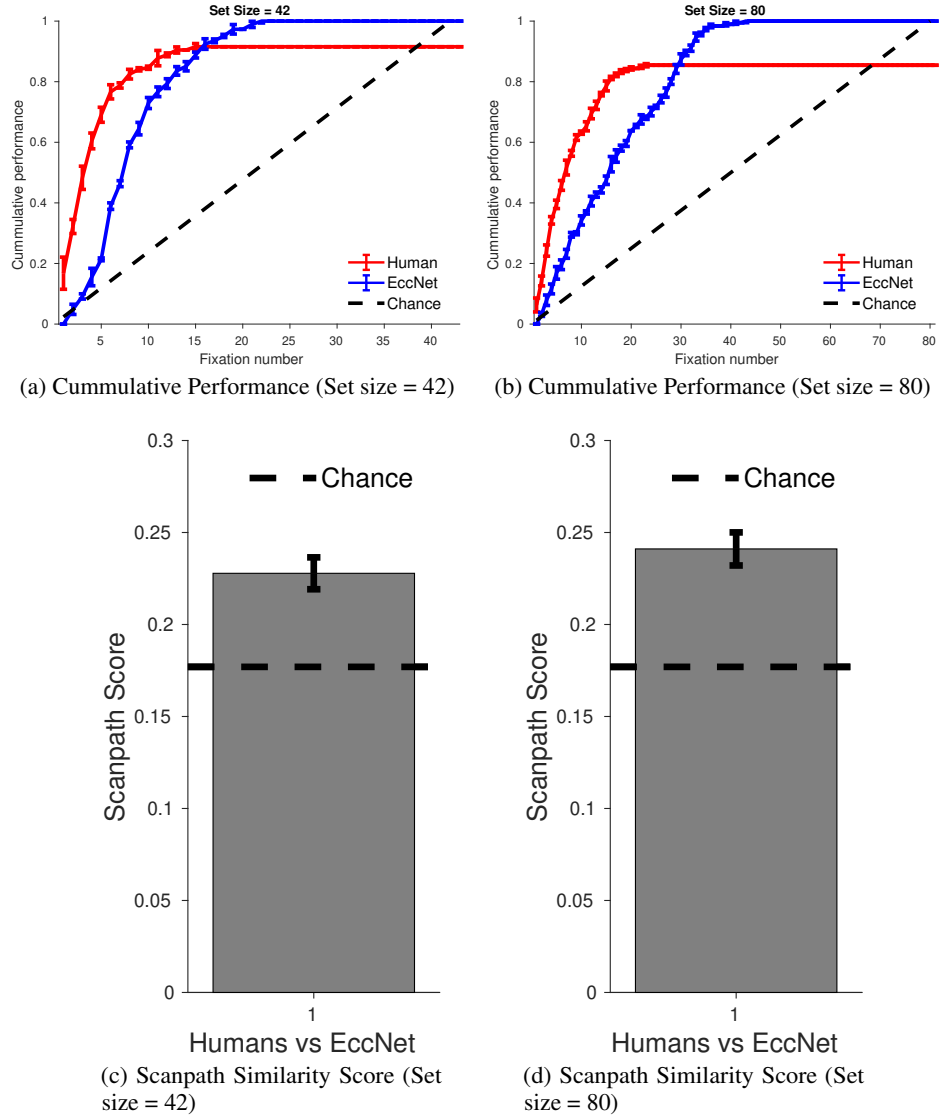 Set Size = 42
Cummulative performance
1
0.8
0.6
0.4
0.2
0
Human
EccNet
Chance
5 10 15 20 25 30 35 40
Fixation number
(a) Cummulative Performance (Set size = 42)
Set Size = 80
Cummulative performance
1
0.8
0.6
0.4
0.2
0
Human
EccNet
Chance
10 20 30 40 50 60 70 80
Fixation number
(b) Cummulative Performance (Set size = 80)
Scanpath Score
0.3
0.25
0.2
0.15
0.1
0.05
0
Chance
1
Humans vs EccNet
(c) Scanpath Similarity Score (Set
size = 42)
Scanpath Score
0.3
0.25
0.2
0.15
0.1
0.05
0
Chance
1
Humans vs EccNet
(d) Scanpath Similarity Score (Set
size = 80)